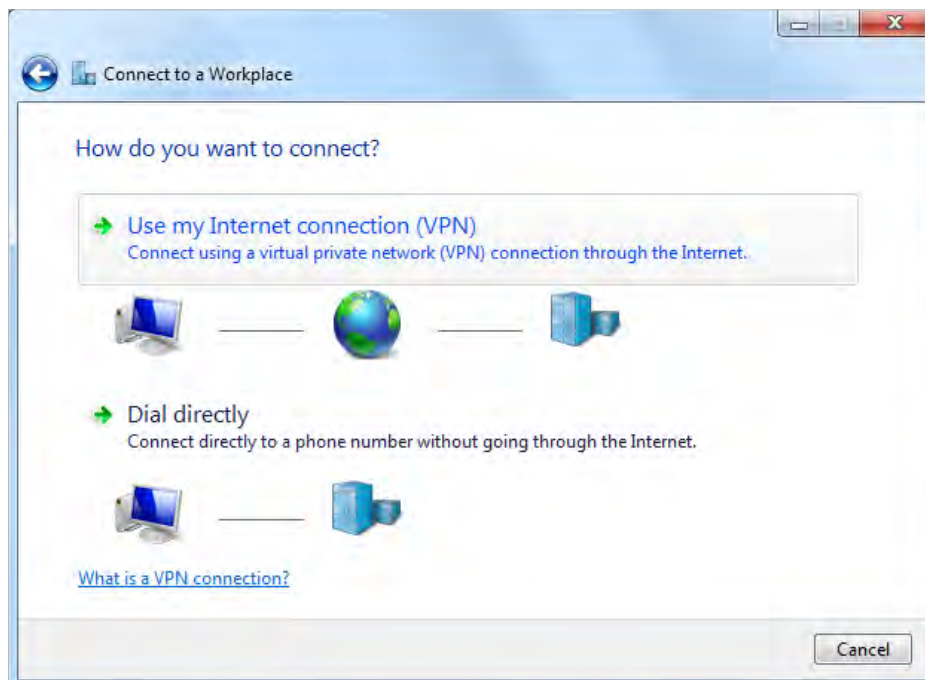 Connect to a Workplace
How do you want to connect?
Use my Internet connection (VPN)
Connect using a virtual private network (VPN) connection through the Internet.
Dial directly
Connect directly to a phone number without going through the Internet.
What is a VPN connection?
Cancel